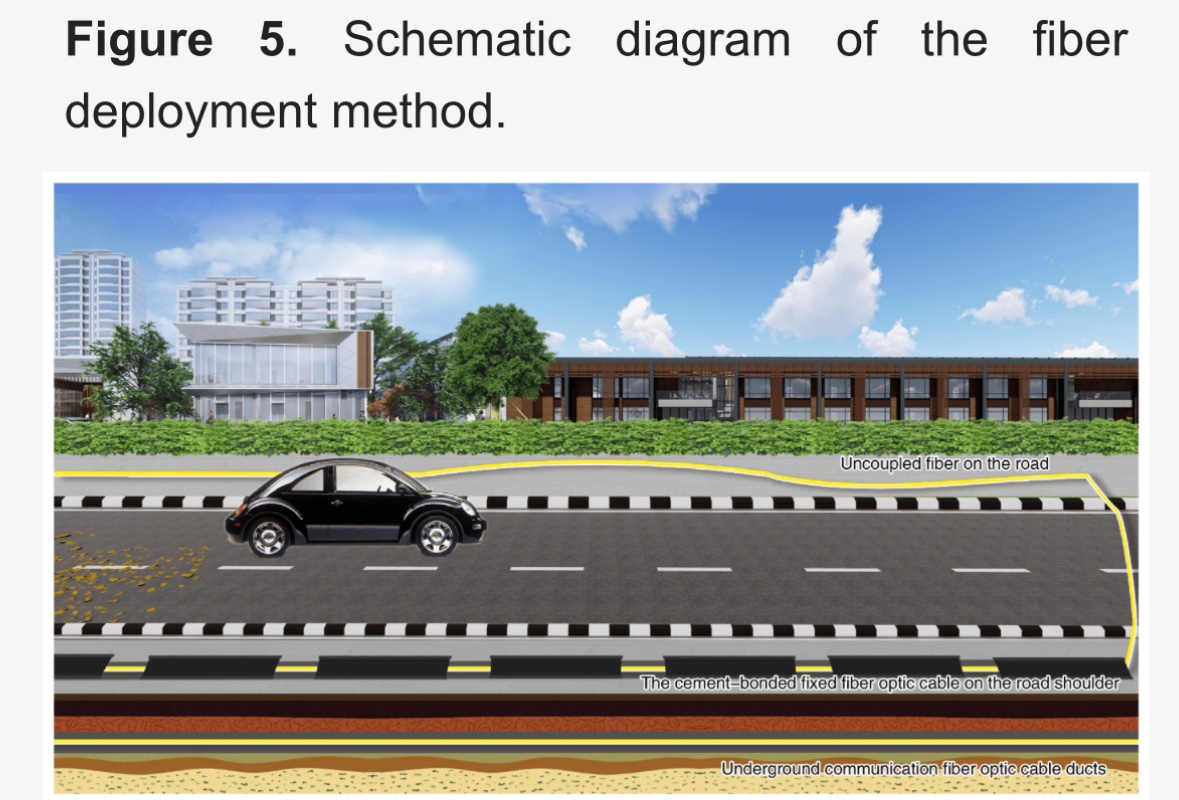 Figure 5. Schematic diagram of the fiber
deployment method.
Uncoupled fiber on the road
The cement–bonded fixed fiber optic cable on the road shoulder
Underground communication fiber optic cable ducts